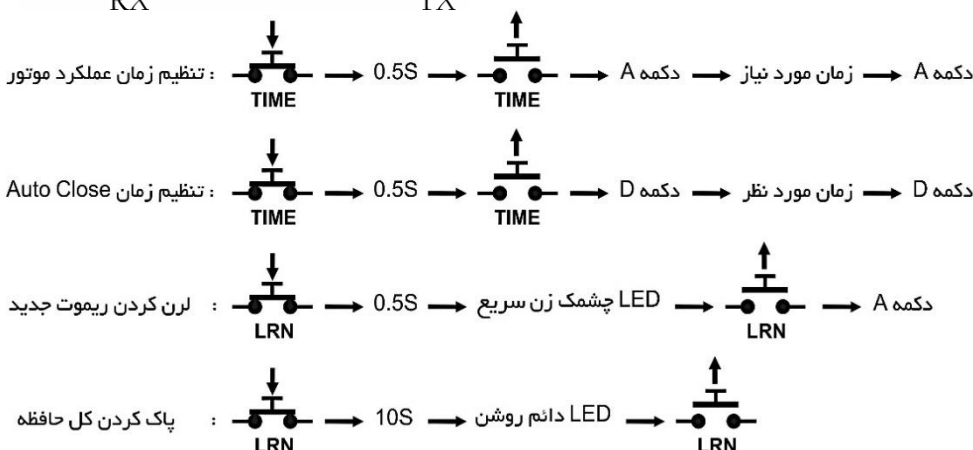 RX TX
تنظیم زمان عملکرد موتور : 0.5S دکمه A زمان مورد نیاز دکمه A
TIME TIME
تنظیم زمان Auto Close : 0.5S دکمه D زمان مورد نظر دکمه D
TIME TIME
لرن کردن ریموت جدید : 0.5S LED چشمک زن سریع دکمه A
LRN LRN
پاک کردن کل حافظه : 10S LED دائم روشن
LRN LRN